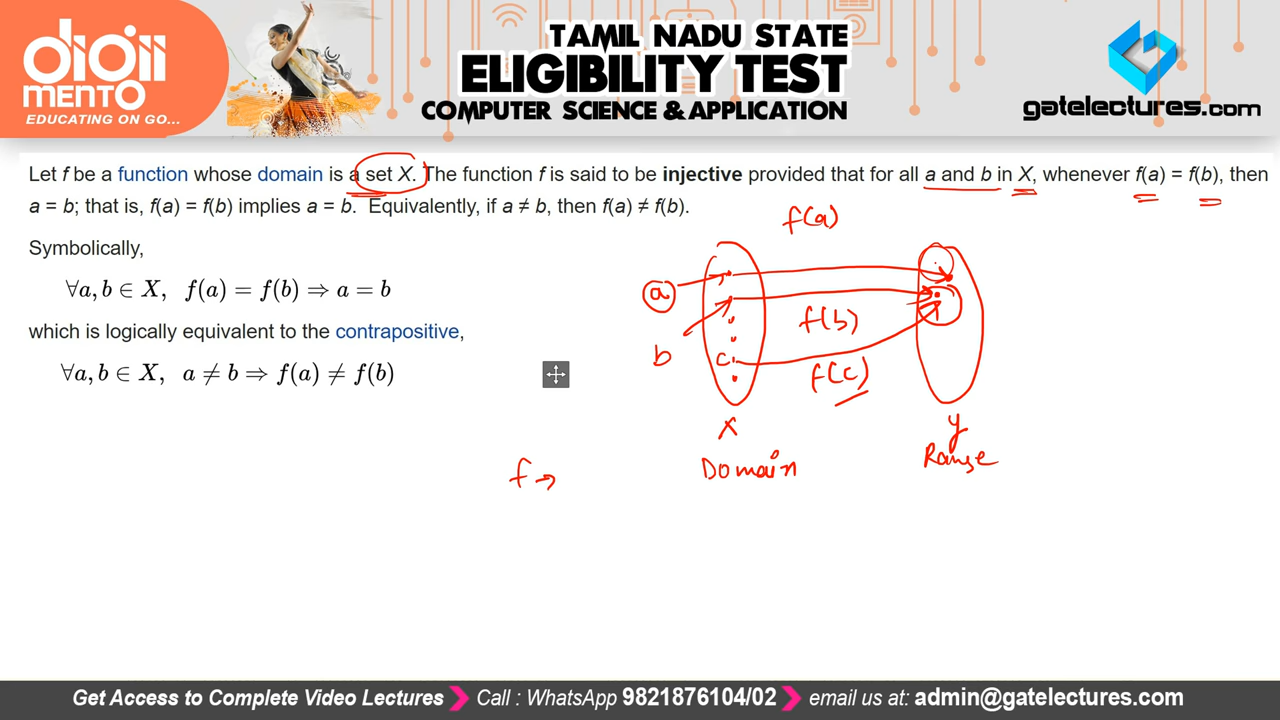 digii
mento
EDUCATING ON GO...
TAMIL NADU STATE
ELIGIBILITY TEST
COMPUTER SCIENCE & APPLICATION
gatelectures.com
Let f be a function whose domain is a set X. The function f is said to be injective provided that for all a and b in X, whenever f(a) = f(b), then
a = b; that is, f(a) = f(b) implies a = b. Equivalently, if a ≠ b, then f(a) ≠ f(b).
f(a)
Symbolically,
∀a, b ∈ X, f(a) = f(b) ⇒ a = b
a
which is logically equivalent to the contrapositive,
f(b)
b
∀a, b ∈ X, a ≠ b ⇒ f(a) ≠ f(b)
c
f(c)
X
y
Domain
Range
f →
Get Access to Complete Video Lectures
Call : WhatsApp 9821876104/02
email us at: admin@gatelectures.com